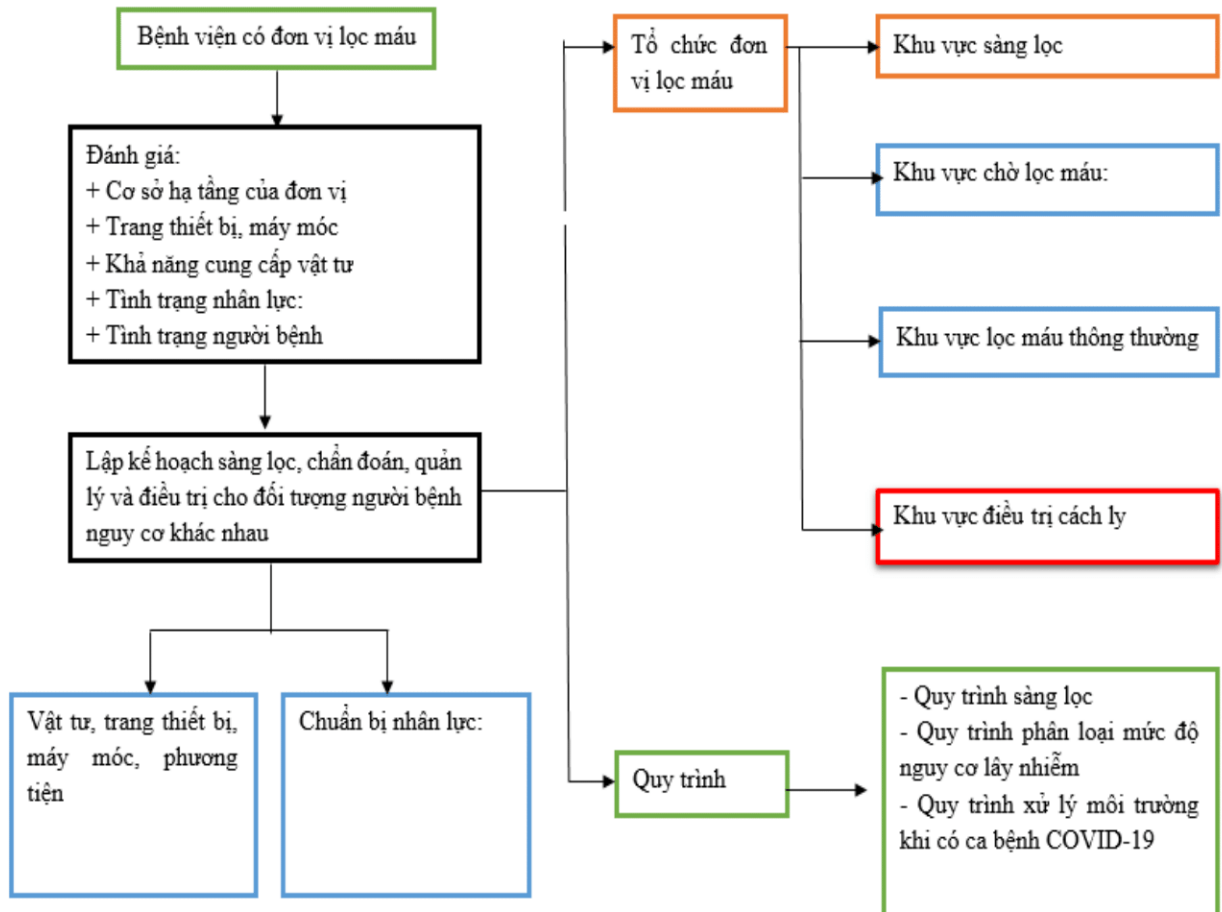 Bệnh viện có đơn vị lọc máu
Đánh giá:
+ Cơ sở hạ tầng của đơn vị
+ Trang thiết bị, máy móc
+ Khả năng cung cấp vật tư
+ Tình trạng nhân lực:
+ Tình trạng người bệnh
Lập kế hoạch sàng lọc, chẩn đoán, quản
lý và điều trị cho đối tượng người bệnh
nguy cơ khác nhau
Vật tư, trang thiết bị,
máy móc, phương
tiện
Chuẩn bị nhân lực:
Tổ chức đơn
vị lọc máu
Khu vực sàng lọc
Khu vực chờ lọc máu:
Khu vực lọc máu thông thường
Khu vực điều trị cách ly
Quy trình
- Quy trình sàng lọc
- Quy trình phân loại mức độ
nguy cơ lây nhiễm
- Quy trình xử lý môi trường
khi có ca bệnh COVID-19